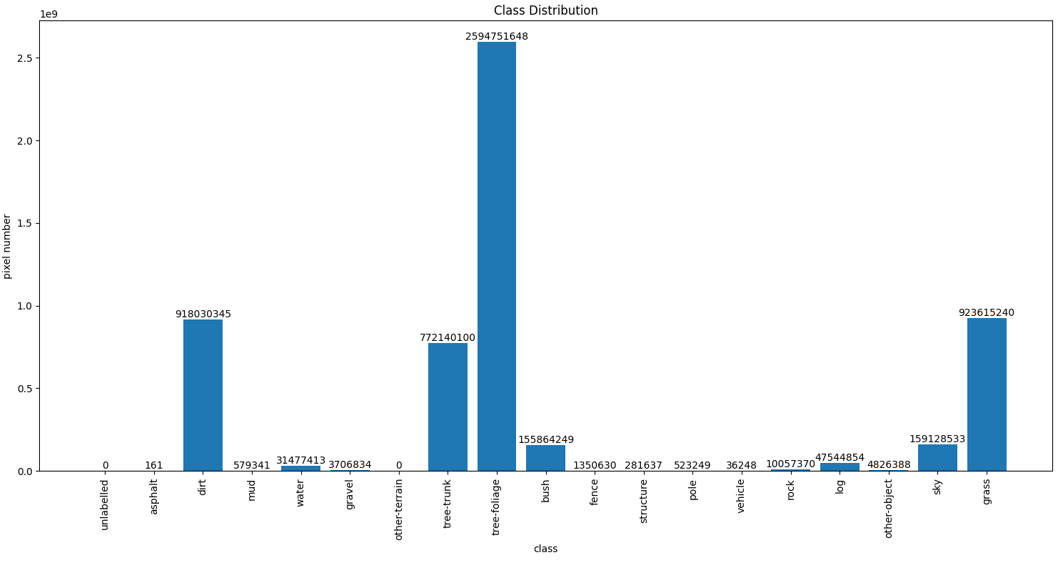 Class Distribution
1e9
2.5
2.0
1.5
1.0
0.5
0.0
pixel number
0
161
918030345
579341
31477413
3706834
0
772140100
2594751648
155864249
1350630
281637
523249
36248
10057370
47544854
4826388
159128533
923615240
unlabelled
asphalt
dirt
mud
water
gravel
other-terrain
tree-trunk
tree-foliage
bush
fence
structure
pole
vehicle
rock
log
other-object
sky
grass
class